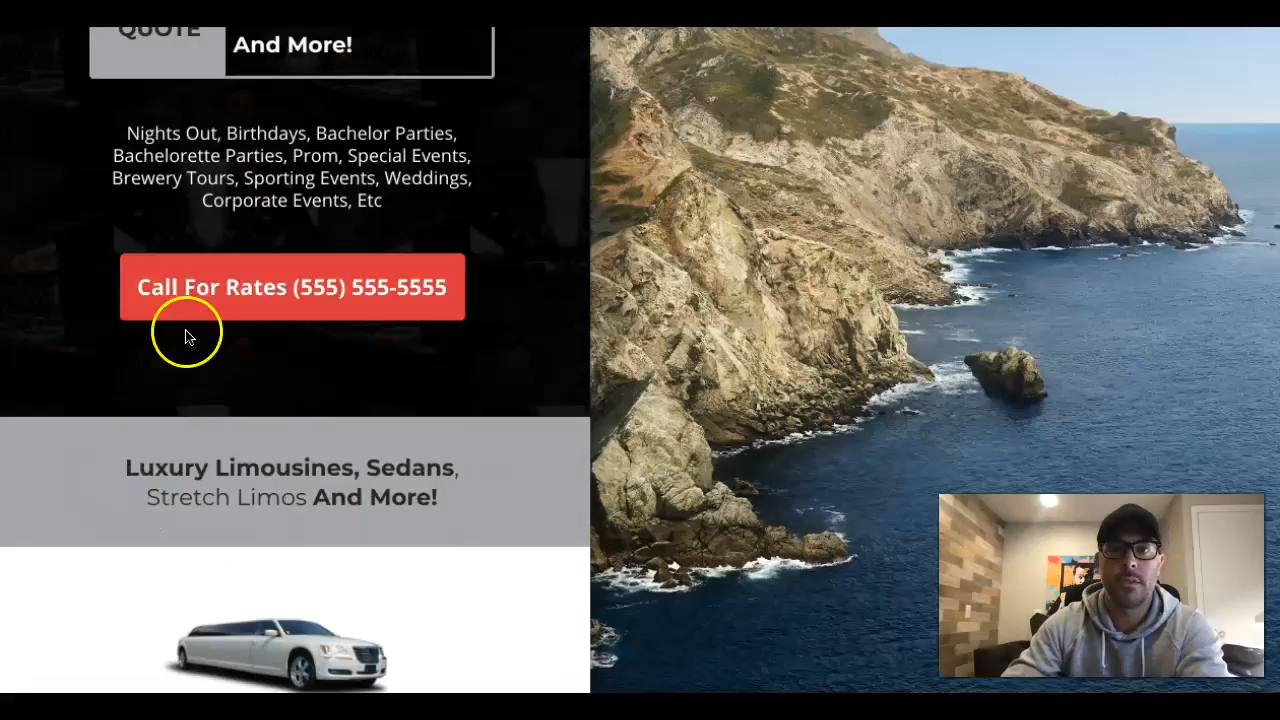 QUOTE
And More!
Nights Out, Birthdays, Bachelor Parties,
Bachelorette Parties, Prom, Special Events,
Brewery Tours, Sporting Events, Weddings,
Corporate Events, Etc
Call For Rates (555) 555-5555
Luxury Limousines, Sedans,
Stretch Limos And More!